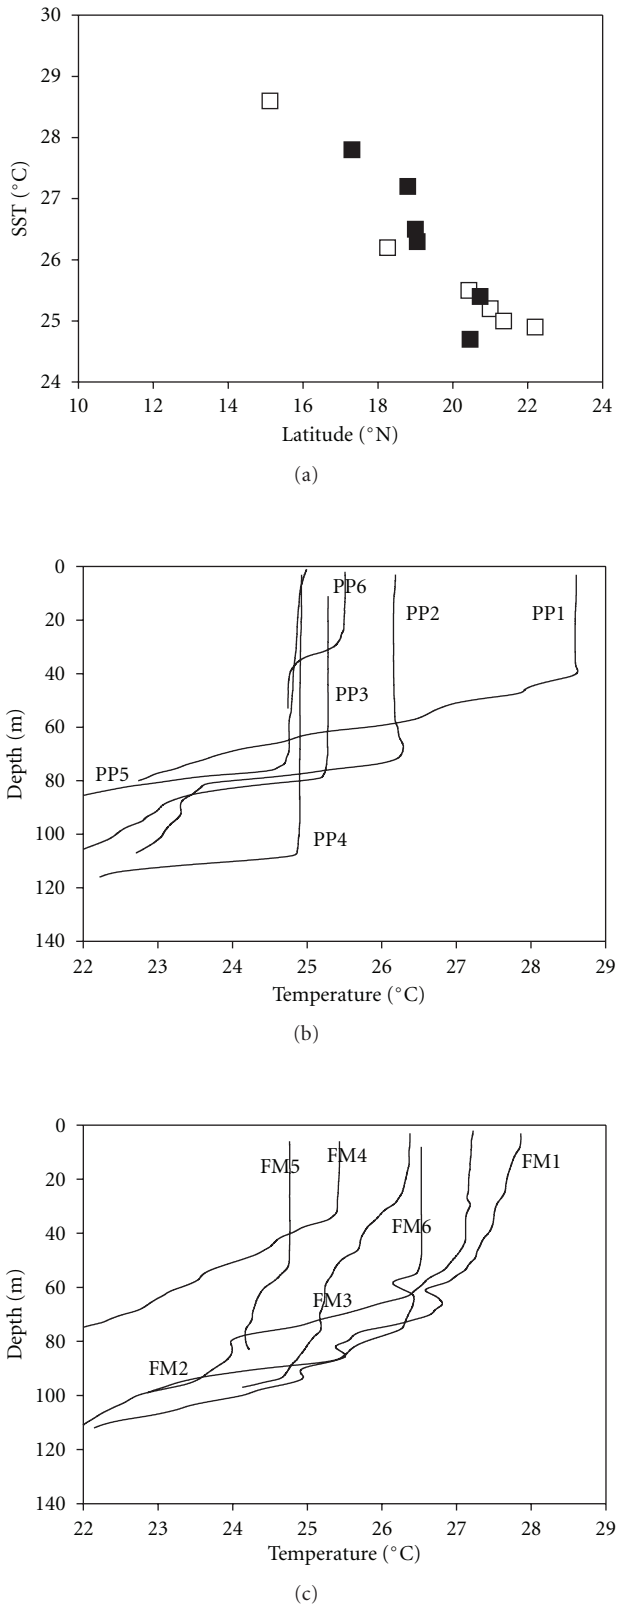 30
29
28
27
26
25
24
SST (°C)
10 12 14 16 18 20 22 24
Latitude (°N)
(a)
0
20
40
60
80
100
120
140
Depth (m)
PP6
PP2
PP1
PP3
PP5
PP4
22 23 24 25 26 27 28 29
Temperature (°C)
(b)
0
20
40
60
80
100
120
140
Depth (m)
FM5
FM4
FM1
FM6
FM3
FM2
22 23 24 25 26 27 28 29
Temperature (°C)
(c)